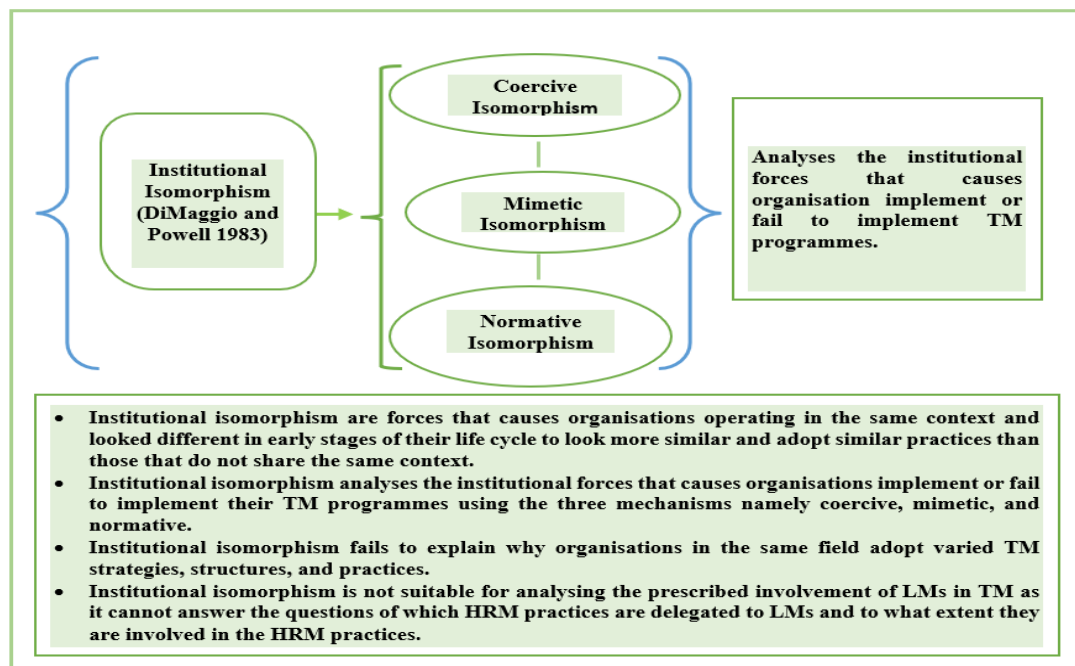 Coercive
Isomorphism
Institutional
Isomorphism
(DiMaggio and
Powell 1983)
Mimetic
Isomorphism
Normative
Isomorphism
Analyses the institutional
forces that causes
organisation implement or
fail to implement TM
programmes.
• Institutional isomorphism are forces that causes organisations operating in the same context and
looked different in early stages of their life cycle to look more similar and adopt similar practices than
those that do not share the same context.
• Institutional isomorphism analyses the institutional forces that causes organisations implement or fail
to implement their TM programmes using the three mechanisms namely coercive, mimetic, and
normative.
• Institutional isomorphism fails to explain why organisations in the same field adopt varied TM
strategies, structures, and practices.
• Institutional isomorphism is not suitable for analysing the prescribed involvement of LMs in TM as
it cannot answer the questions of which HRM practices are delegated to LMs and to what extent they
are involved in the HRM practices.